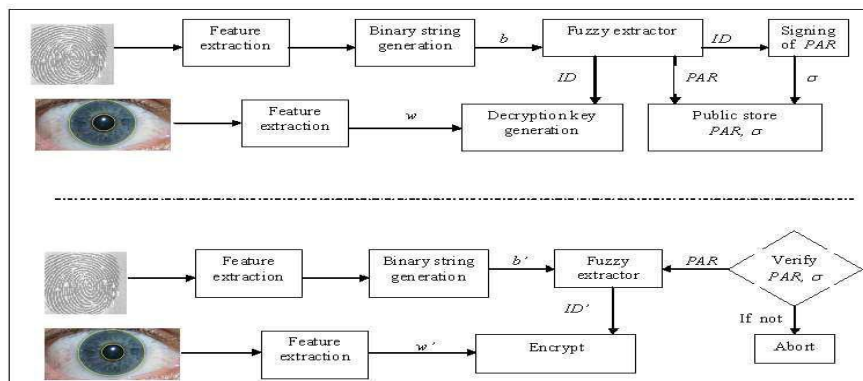 Feature
extraction
Binary string
generation
b
Fuzzy extractor
ID
Signing
of PAR
ID
PAR
σ
Feature
extraction
w
Decryption key
generation
Public store
PAR, σ
Feature
extraction
Binary string
generation
b'
Fuzzy
extractor
PAR
Verify
PAR, σ
ID'
If not
Feature
extraction
w'
Encrypt
Abort